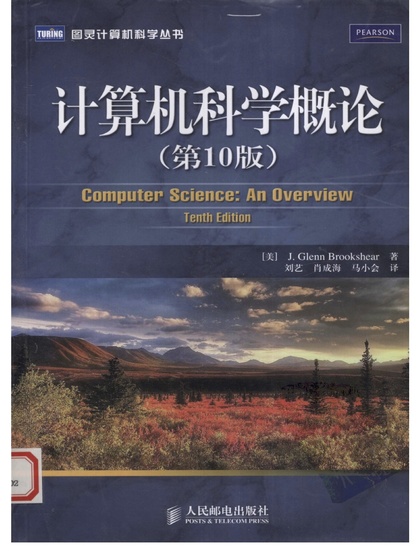 TURING 图灵计算机科学丛书
PEARSON
计算机科学概论
(第10版)
Computer Science: An Overview
Tenth Edition
[美] J. Glenn Brookshear 著
刘艺 肖成海 马小会 译
人民邮电出版社
POSTS & TELECOM PRESS